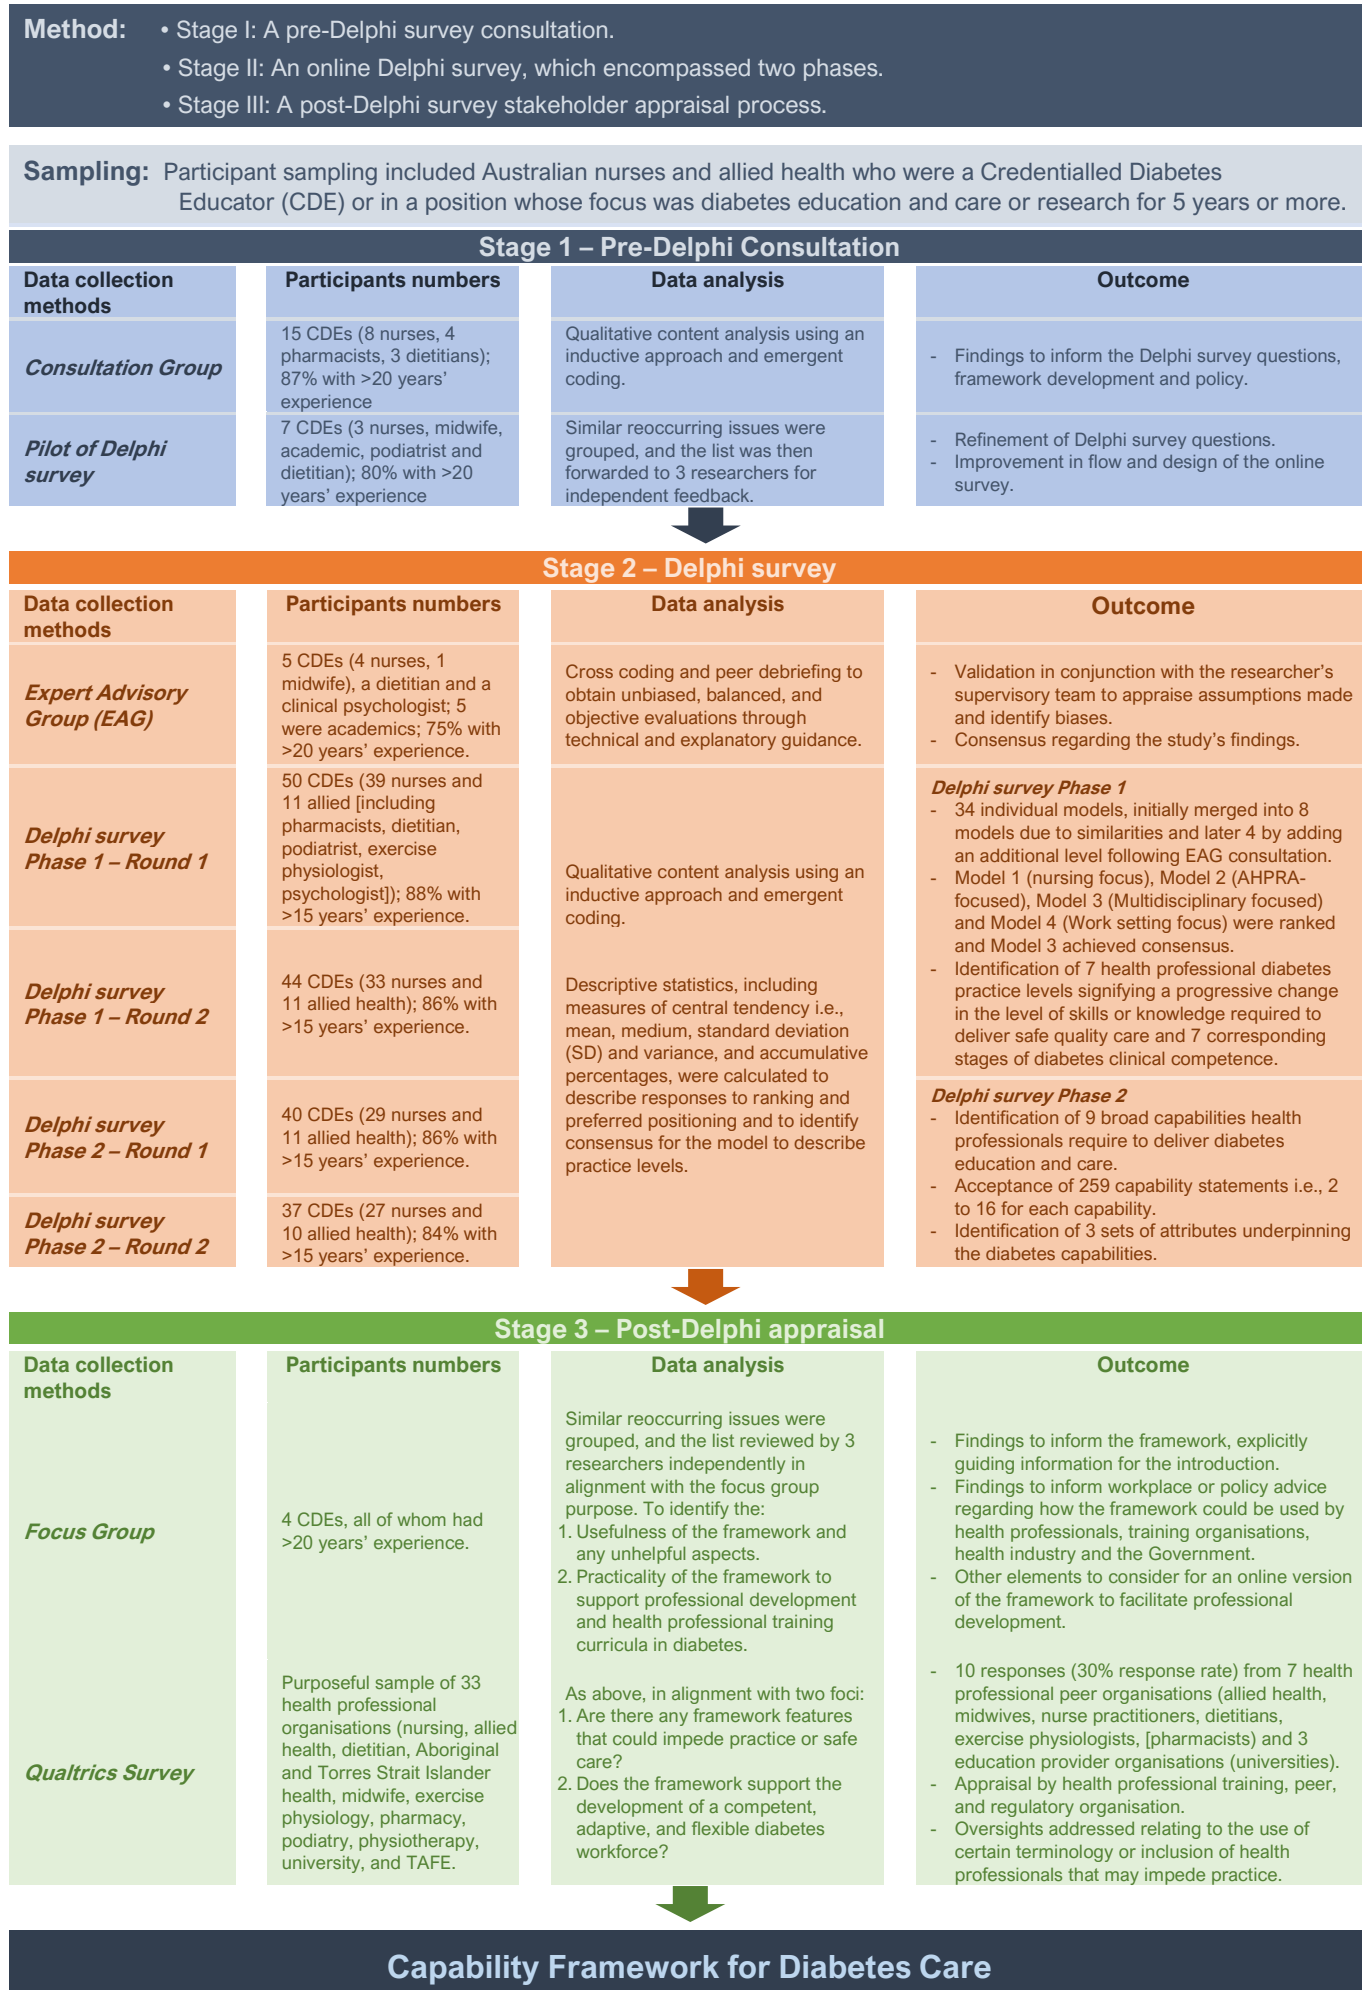 Method: • Stage I: A pre-Delphi survey consultation.
• Stage II: An online Delphi survey, which encompassed two phases.
• Stage III: A post-Delphi survey stakeholder appraisal process.
Sampling: Participant sampling included Australian nurses and allied health who were a Credentialled Diabetes
Educator (CDE) or in a position whose focus was diabetes education and care or research for 5 years or more.
Stage 1 – Pre-Delphi Consultation
Data collection
methods
Participants numbers
Data analysis
Outcome
Consultation Group
15 CDEs (8 nurses, 4
pharmacists, 3 dietitians);
87% with >20 years’
experience
Qualitative content analysis using an
inductive approach and emergent
coding.
- Findings to inform the Delphi survey questions,
framework development and policy.
Pilot of Delphi
survey
7 CDEs (3 nurses, midwife,
academic, podiatrist and
dietitian); 80% with >20
years’ experience
Similar reoccurring issues were
grouped, and the list was then
forwarded to 3 researchers for
independent feedback.
- Refinement of Delphi survey questions.
- Improvement in flow and design of the online
survey.
Stage 2 – Delphi survey
Data collection
methods
Participants numbers
Data analysis
Outcome
Expert Advisory
Group (EAG)
5 CDEs (4 nurses, 1
midwife), a dietitian and a
clinical psychologist; 5
were academics; 75% with
>20 years’ experience.
Cross coding and peer debriefing to
obtain unbiased, balanced, and
objective evaluations through
technical and explanatory guidance.
- Validation in conjunction with the researcher’s
supervisory team to appraise assumptions made
and identify biases.
- Consensus regarding the study’s findings.
Delphi survey
Phase 1 – Round 1
50 CDEs (39 nurses and
11 allied [including
pharmacists, dietitian,
podiatrist, exercise
physiologist,
psychologist]); 88% with
>15 years’ experience.
Delphi survey
Phase 1 – Round 2
44 CDEs (33 nurses and
11 allied health); 86% with
>15 years’ experience.
Delphi survey
Phase 2 – Round 1
40 CDEs (29 nurses and
11 allied health); 86% with
>15 years’ experience.
Delphi survey
Phase 2 – Round 2
37 CDEs (27 nurses and
10 allied health); 84% with
>15 years’ experience.
Qualitative content analysis using an
inductive approach and emergent
coding.
Descriptive statistics, including
measures of central tendency i.e.,
mean, medium, standard deviation
(SD) and variance, and accumulative
percentages, were calculated to
describe responses to ranking and
preferred positioning and to identify
consensus for the model to describe
practice levels.
Delphi survey Phase 1
- 34 individual models, initially merged into 8
models due to similarities and later 4 by adding
an additional level following EAG consultation.
- Model 1 (nursing focus), Model 2 (AHPRA-
focused), Model 3 (Multidisciplinary focused)
and Model 4 (Work setting focus) were ranked
and Model 3 achieved consensus.
- Identification of 7 health professional diabetes
practice levels signifying a progressive change
in the level of skills or knowledge required to
deliver safe quality care and 7 corresponding
stages of diabetes clinical competence.
Delphi survey Phase 2
- Identification of 9 broad capabilities health
professionals require to deliver diabetes
education and care.
- Acceptance of 259 capability statements i.e., 2
to 16 for each capability.
- Identification of 3 sets of attributes underpinning
the diabetes capabilities.
Stage 3 – Post-Delphi appraisal
Data collection
methods
Participants numbers
Data analysis
Outcome
Focus Group
4 CDEs, all of whom had
>20 years’ experience.
Similar reoccurring issues were
grouped, and the list reviewed by 3
researchers independently in
alignment with the focus group
purpose. To identify the:
1. Usefulness of the framework and
any unhelpful aspects.
2. Practicality of the framework to
support professional development
and health professional training
curricula in diabetes.
- Findings to inform the framework, explicitly
guiding information for the introduction.
- Findings to inform workplace or policy advice
regarding how the framework could be used by
health professionals, training organisations,
health industry and the Government.
- Other elements to consider for an online version
of the framework to facilitate professional
development.
Qualtrics Survey
Purposeful sample of 33
health professional
organisations (nursing, allied
health, dietitian, Aboriginal
and Torres Strait Islander
health, midwife, exercise
physiology, pharmacy,
podiatry, physiotherapy,
university, and TAFE.
As above, in alignment with two foci:
1. Are there any framework features
that could impede practice or safe
care?
2. Does the framework support the
development of a competent,
adaptive, and flexible diabetes
workforce?
- 10 responses (30% response rate) from 7 health
professional peer organisations (allied health,
midwives, nurse practitioners, dietitians,
exercise physiologists, [pharmacists) and 3
education provider organisations (universities).
- Appraisal by health professional training, peer,
and regulatory organisation.
- Oversights addressed relating to the use of
certain terminology or inclusion of health
professionals that may impede practice.
Capability Framework for Diabetes Care